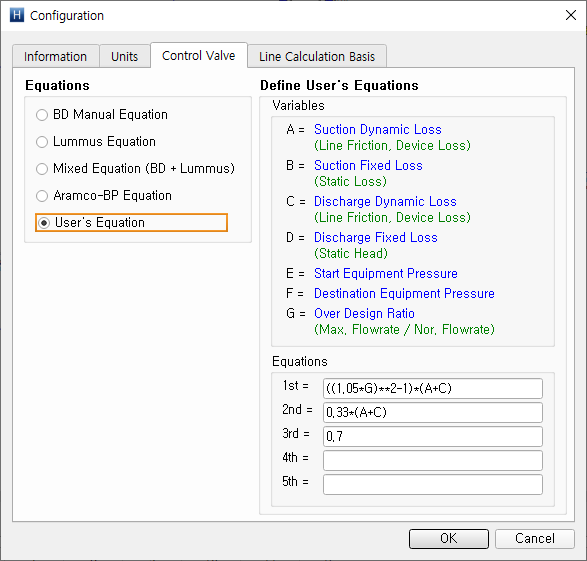 H Configuration
Information Units Control Valve Line Calculation Basis
Equations
BD Manual Equation
Lummus Equation
Mixed Equation (BD + Lummus)
Aramco-BP Equation
User's Equation
Define User's Equations
Variables
A = Suction Dynamic Loss
(Line Friction, Device Loss)
B = Suction Fixed Loss
(Static Loss)
C = Discharge Dynamic Loss
(Line Friction, Device Loss)
D = Discharge Fixed Loss
(Static Head)
E = Start Equipment Pressure
F = Destination Equipment Pressure
G = Over Design Ratio
(Max, Flowrate / Nor, Flowrate)
Equations
1st = ((1.05*G)**2-1)*(A+C)
2nd = 0.33*(A+C)
3rd = 0.7
4th =
5th =
OK Cancel